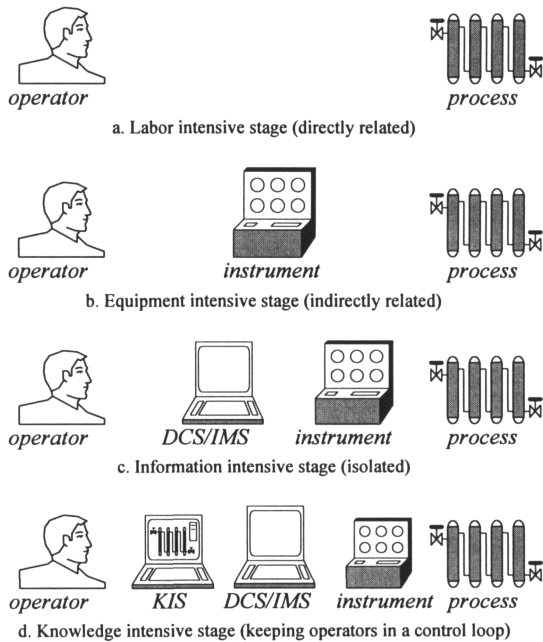 operator process
a. Labor intensive stage (directly related)
operator instrument process
b. Equipment intensive stage (indirectly related)
operator DCS/IMS instrument process
c. Information intensive stage (isolated)
operator KIS DCS/IMS instrument process
d. Knowledge intensive stage (keeping operators in a control loop)